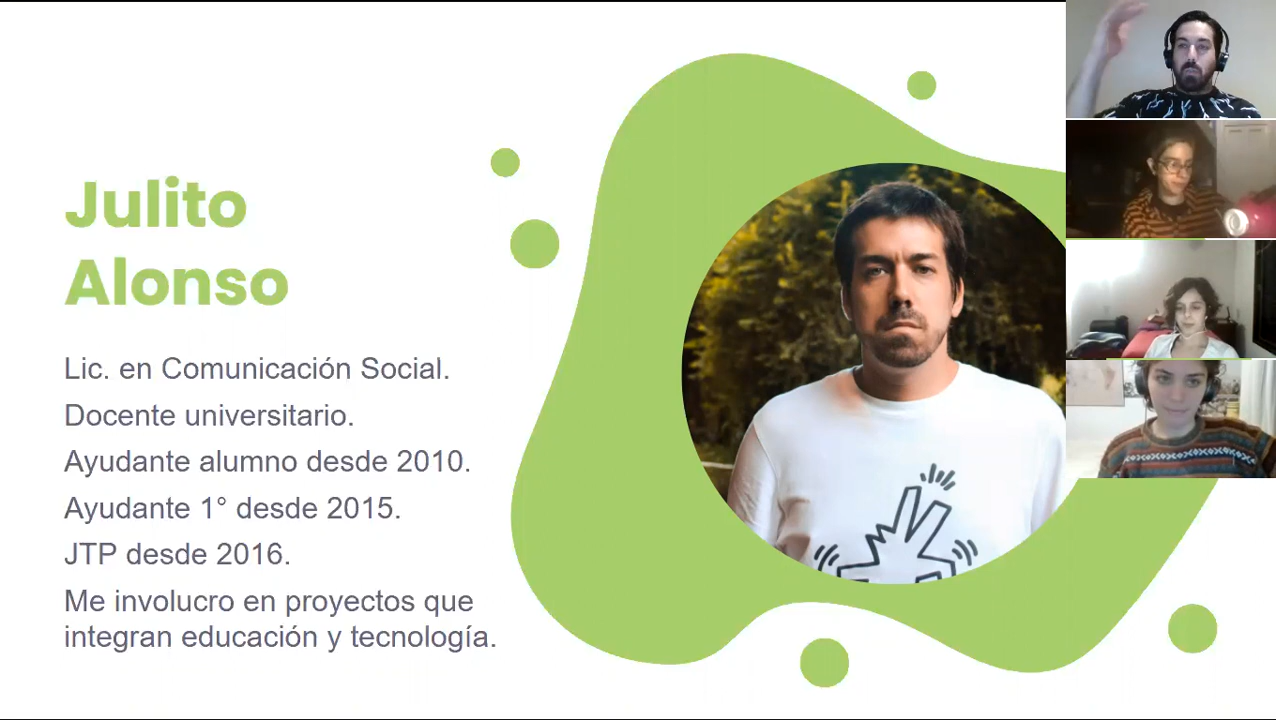 Julito
Alonso
Lic. en Comunicación Social.
Docente universitario.
Ayudante alumno desde 2010.
Ayudante 1° desde 2015.
JTP desde 2016.
Me involucro en proyectos que
integran educación y tecnología.